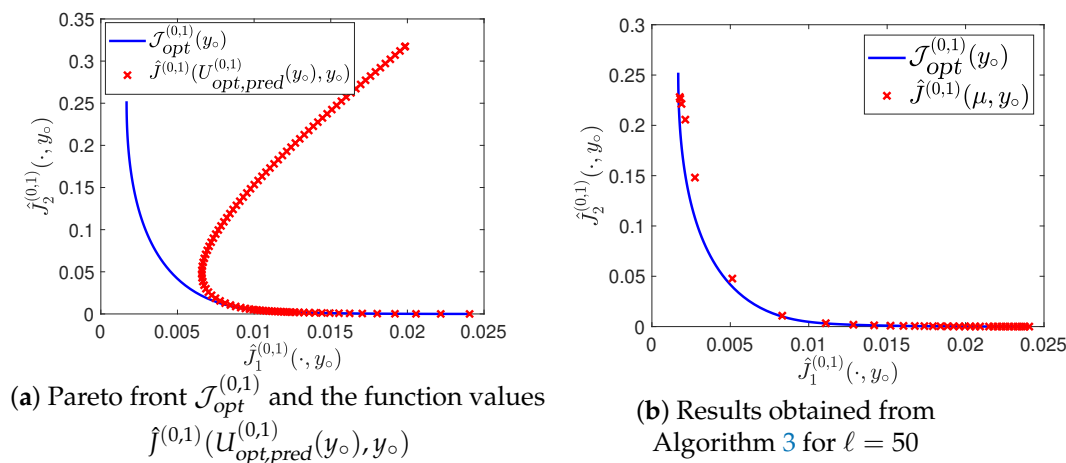 0.35
0.3
0.25
0.2
0.15
0.1
0.05
0
0 0.005 0.01 0.015 0.02 0.025
Ĵ₂^(0,1)(·, y∘)
Ĵ₁^(0,1)(·, y∘)
𝒥_opt^(0,1)(y∘)
Ĵ^(0,1)(U_opt,pred^(0,1)(y∘), y∘)
(a) Pareto front 𝒥_opt^(0,1) and the function values
Ĵ^(0,1)(U_opt,pred^(0,1)(y∘), y∘)
0.3
0.25
0.2
0.15
0.1
0.05
0
0 0.005 0.01 0.015 0.02 0.025
Ĵ₂^(0,1)(·, y∘)
Ĵ₁^(0,1)(·, y∘)
𝒥_opt^(0,1)(y∘)
Ĵ^(0,1)(μ, y∘)
(b) Results obtained from
Algorithm 3 for ℓ = 50